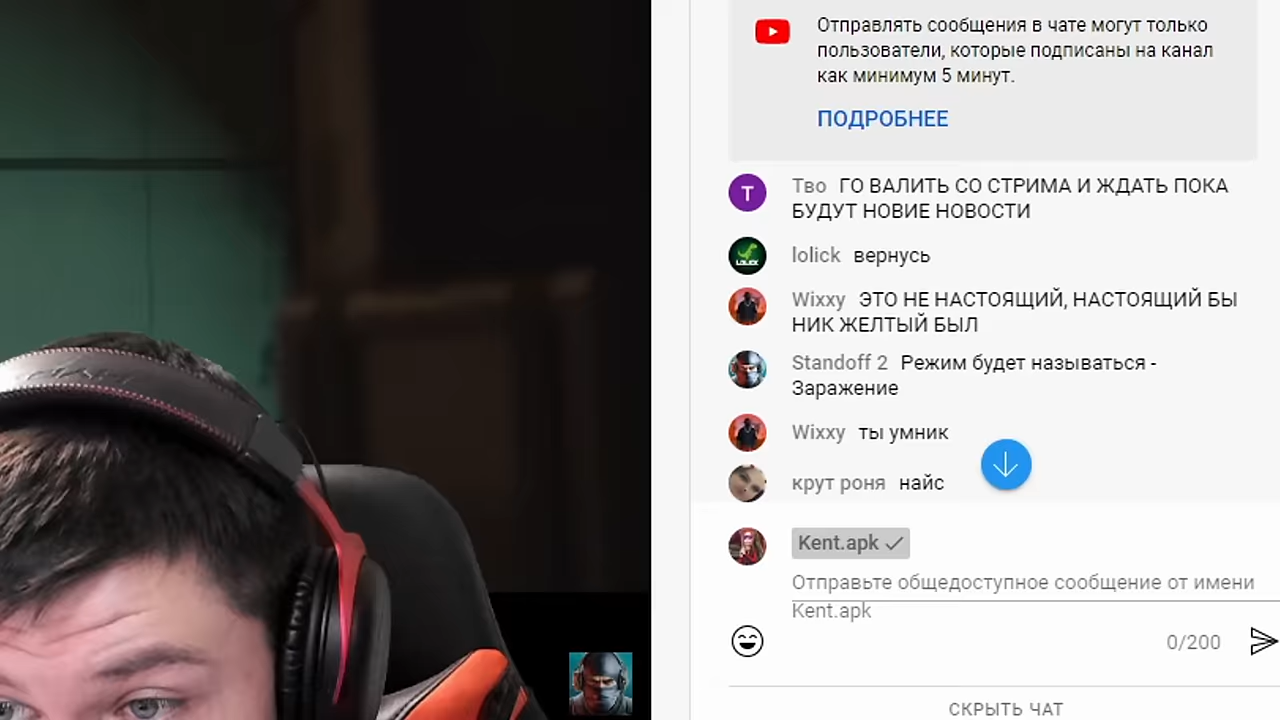 Отправлять сообщения в чате могут только
пользователи, которые подписаны на канал
как минимум 5 минут.
ПОДРОБНЕЕ
T
Тво ГО ВАЛИТЬ СО СТРИМА И ЖДАТЬ ПОКА
БУДУТ НОВИЕ НОВОСТИ
lolick вернусь
Wixxy ЭТО НЕ НАСТОЯЩИЙ, НАСТОЯЩИЙ БЫ
НИК ЖЕЛТЫЙ БЫЛ
Standoff 2 Режим будет называться -
Заражение
Wixxy ты умник
крут роня найс
Kent.apk
Отправьте общедоступное сообщение от имени
Kent.apk
0/200
СКРЫТЬ ЧАТ